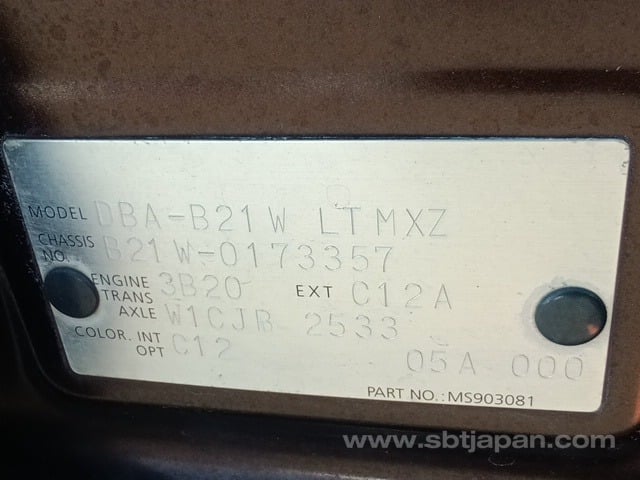 MODEL DBA-B21W LTMXZ
CHASSIS NO. B21W-0173357
ENGINE 3B20 EXT C12A
TRANS AXLE W1CJB 2533
COLOR. INT C12
OPT 05A 000
PART NO.: MS903081
www.sbtjapan.com